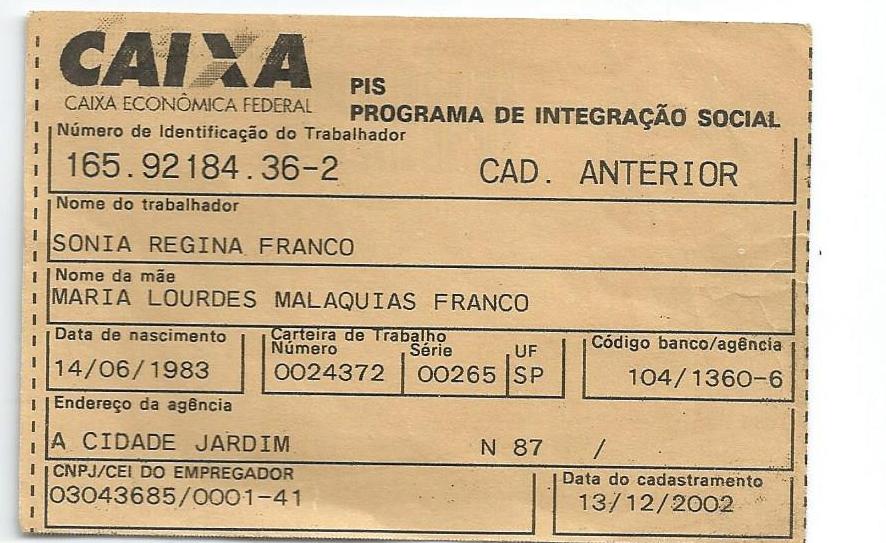 CAIXA
CAIXA ECONÔMICA FEDERAL
PIS
PROGRAMA DE INTEGRAÇÃO SOCIAL
Número de Identificação do Trabalhador
165.92184.36-2 CAD. ANTERIOR
Nome do trabalhador
SONIA REGINA FRANCO
Nome da mãe
MARIA LOURDES MALAQUIAS FRANCO
Data de nascimento
14/06/1983
Carteira de Trabalho
Número Série UF
0024372 00265 SP
Código banco/agência
104/1360-6
Endereço da agência
A CIDADE JARDIM N 87 /
CNPJ/CEI DO EMPREGADOR
03043685/0001-41
Data do cadastramento
13/12/2002